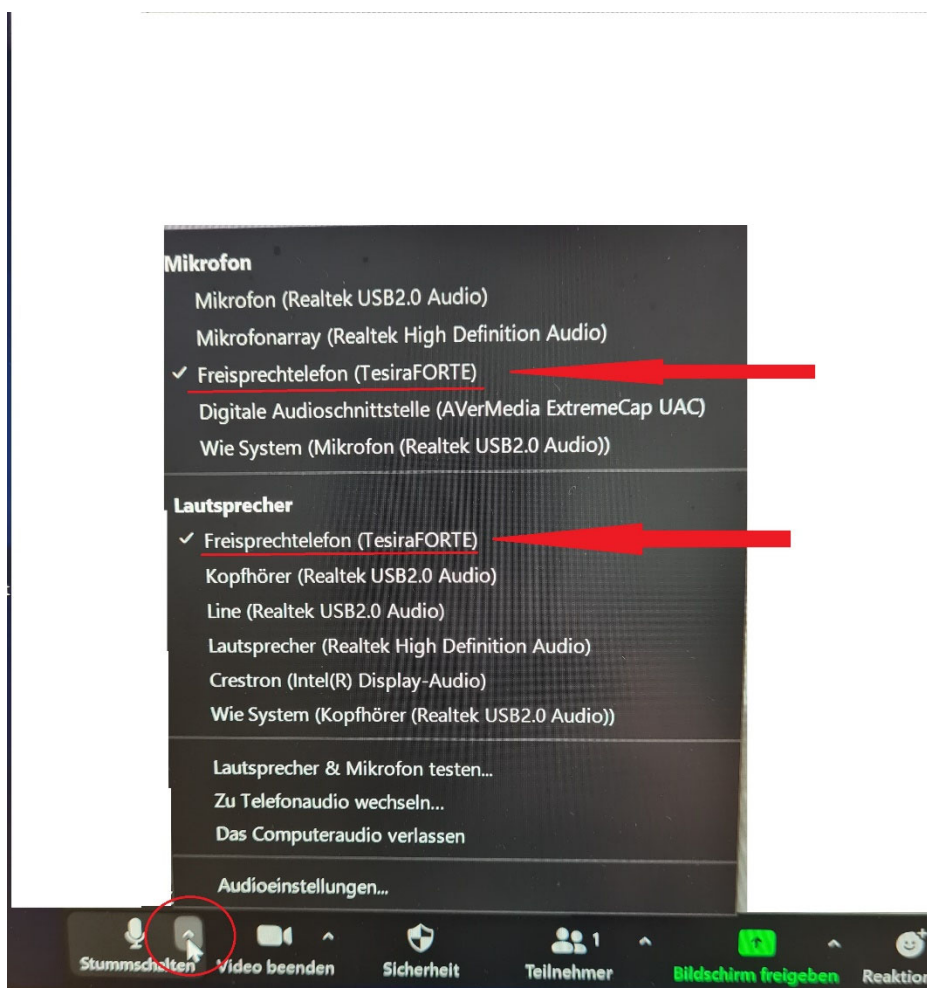 Mikrofon
Mikrofon (Realtek USB2.0 Audio)
Mikrofonarray (Realtek High Definition Audio)
Freisprechtelefon (TesiraFORTE)
Digitale Audioschnittstelle (AVerMedia ExtremeCap UAC)
Wie System (Mikrofon (Realtek USB2.0 Audio))
Lautsprecher
Freisprechtelefon (TesiraFORTE)
Kopfhörer (Realtek USB2.0 Audio)
Line (Realtek USB2.0 Audio)
Lautsprecher (Realtek High Definition Audio)
Crestron (Intel(R) Display-Audio)
Wie System (Kopfhörer (Realtek USB2.0 Audio))
Lautsprecher & Mikrofon testen...
Zu Telefonaudio wechseln...
Das Computeraudio verlassen
Audioeinstellungen...
1
Stummschalten Video beenden Sicherheit Teilnehmer Bildschirm freigeben Reaktion